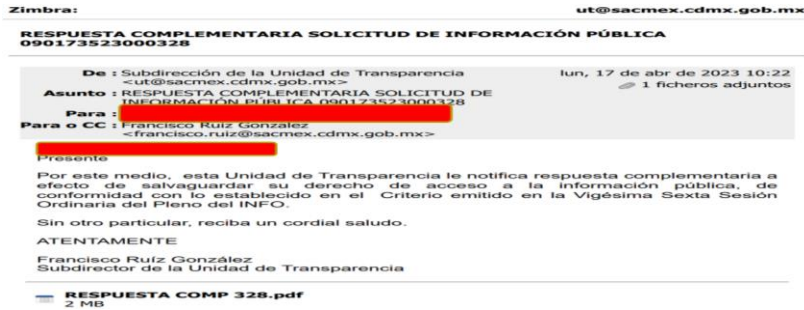 Zimbra: ut@sacmex.cdmx.gob.mx
RESPUESTA COMPLEMENTARIA SOLICITUD DE INFORMACIÓN PÚBLICA
090173523000328
De : Subdirección de la Unidad de Transparencia lun, 17 de abr de 2023 10:22
<ut@sacmex.cdmx.gob.mx> 1 ficheros adjuntos
Asunto : RESPUESTA COMPLEMENTARIA SOLICITUD DE
INFORMACIÓN PÚBLICA 090173523000328
Para :
Para o CC : Francisco Ruiz Gonzalez
<francisco.ruiz@sacmex.cdmx.gob.mx>
Presente
Por este medio, esta Unidad de Transparencia le notifica respuesta complementaria a
efecto de salvaguardar su derecho de acceso a la información pública, de
conformidad con lo establecido en el Criterio emitido en la Vigésima Sexta Sesión
Ordinaria del Pleno del INFO.
Sin otro particular, reciba un cordial saludo.
ATENTAMENTE
Francisco Ruíz González
Subdirector de la Unidad de Transparencia
RESPUESTA COMP 328.pdf
2 MB